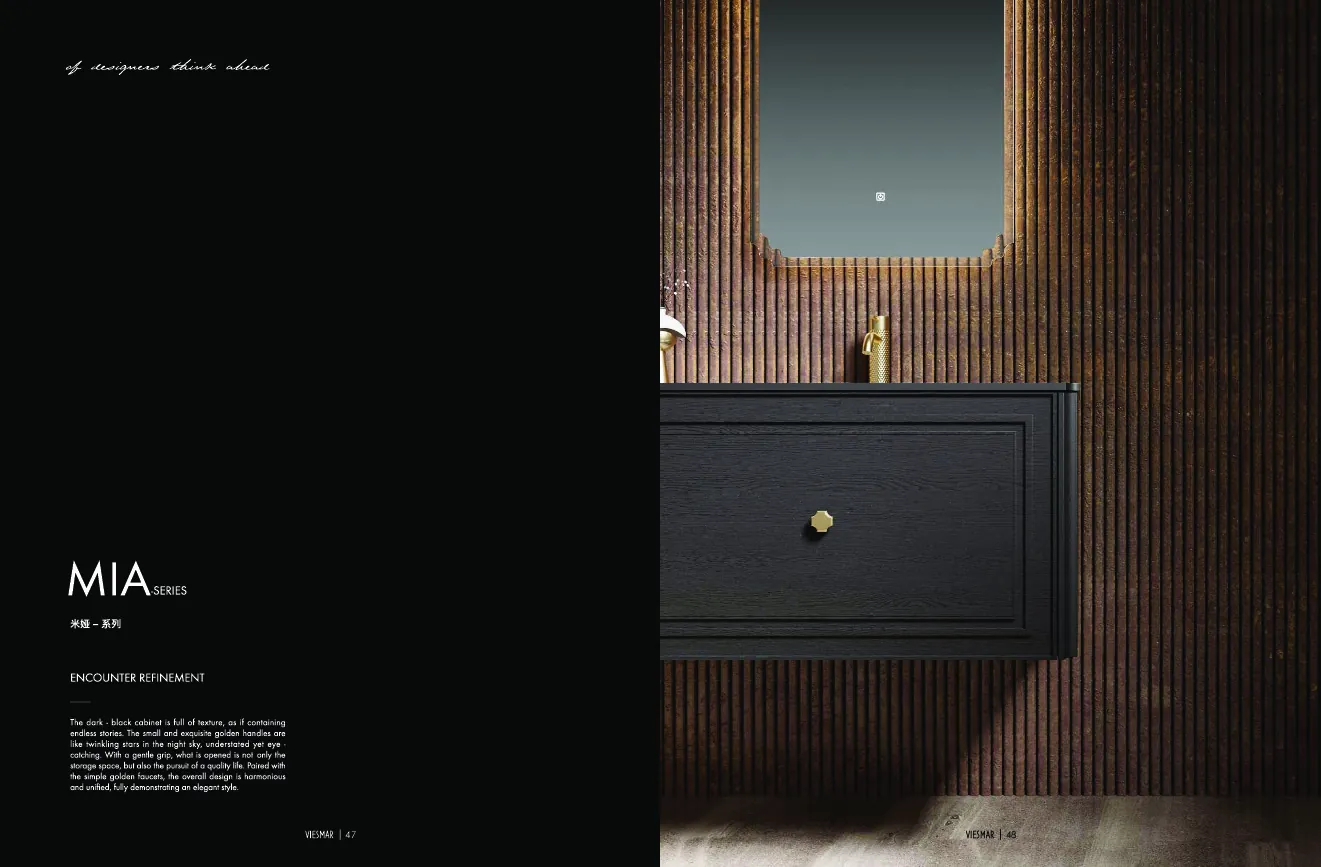 of designers think ahead
MIA·SERIES
米娅 – 系列
ENCOUNTER REFINEMENT
The dark - black cabinet is full of texture, as if containing
endless stories. The small and exquisite golden handles are
like twinkling stars in the night sky, understated yet eye -
catching. With a gentle grip, what is opened is not only the
storage space, but also the pursuit of a quality life. Paired with
the simple golden faucets, the overall design is harmonious
and unified, fully demonstrating an elegant style.
VIESMAR | 47
VIESMAR | 48